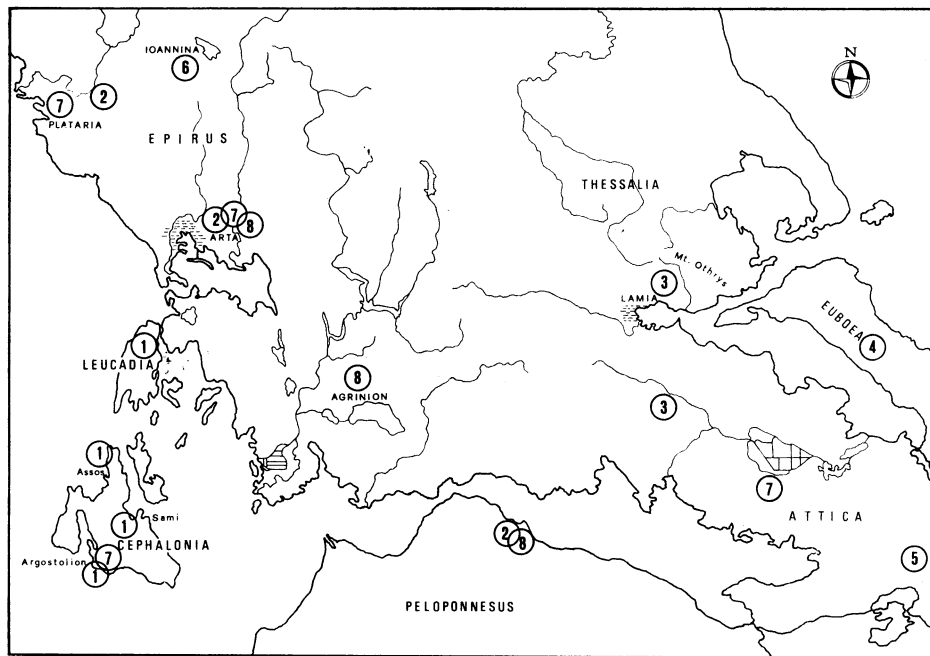 IOANNINA
6
N
7
2
PLATARIA
EPIRUS
THESSALIA
2
7
8
ARTA
Mt. Othrys
3
LAMIA
EUBOEA
4
1
LEUCADIA
8
AGRINION
3
1
Assos
7
ATTICA
1
Sami
CEPHALONIA
2
8
5
Argostolion
7
1
PELOPONNESUS